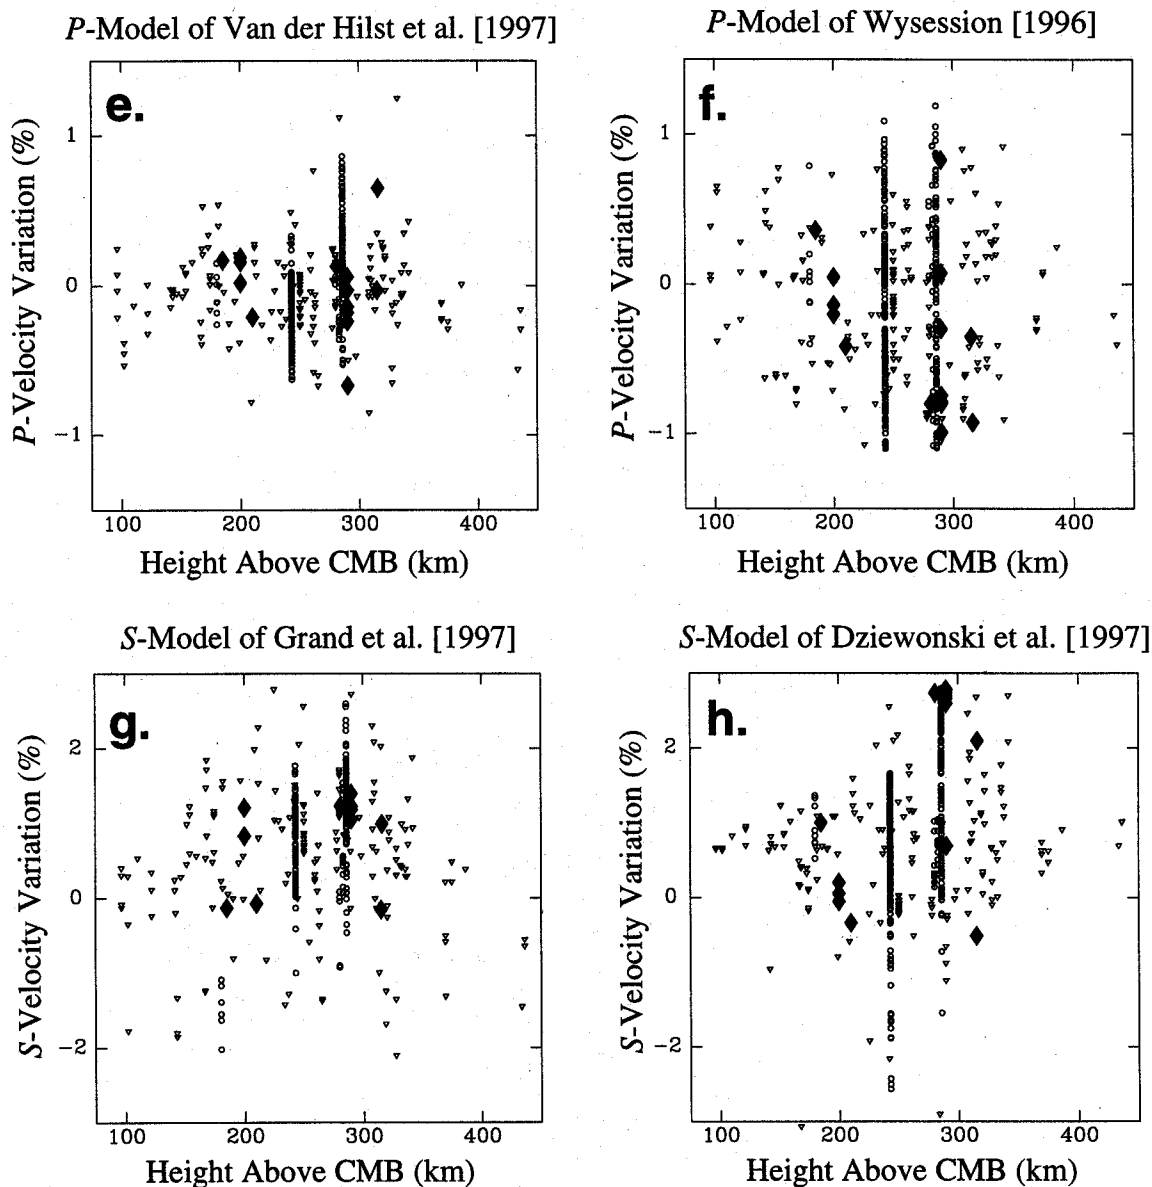 P-Model of Van der Hilst et al. [1997]
P-Model of Wysession [1996]
e.
P-Velocity Variation (%)
1
0
−1
100 200 300 400
Height Above CMB (km)
f.
P-Velocity Variation (%)
1
0
−1
100 200 300 400
Height Above CMB (km)
S-Model of Grand et al. [1997]
S-Model of Dziewonski et al. [1997]
g.
S-Velocity Variation (%)
2
0
−2
100 200 300 400
Height Above CMB (km)
h.
S-Velocity Variation (%)
2
0
−2
100 200 300 400
Height Above CMB (km)